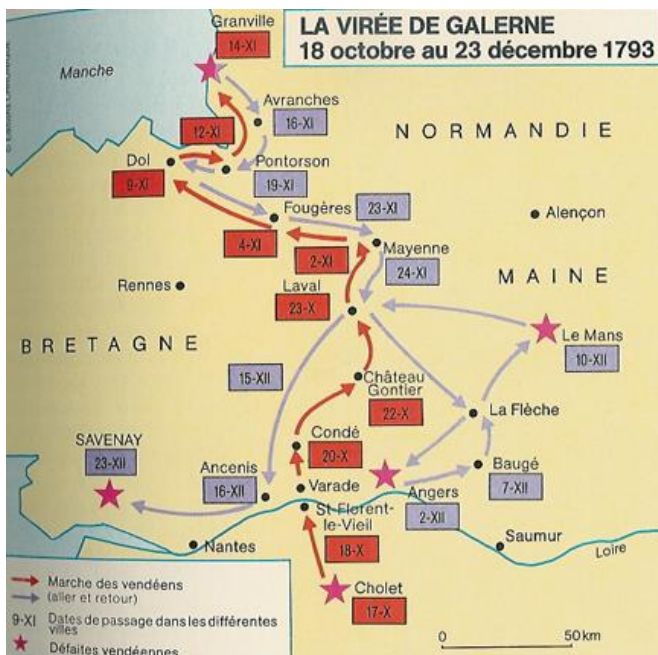 Granville
14-XI
LA VIRÉE DE GALERNE
18 octobre au 23 décembre 1793
Manche
Avranches
16-XI
12-XI
NORMANDIE
Dol
9-XI
Pontorson
19-XI
Fougères
23-XI
4-XI
Alençon
2-XI
Mayenne
24-XI
Rennes
Laval
23-X
MAINE
Le Mans
10-XII
BRETAGNE
15-XII
Château
Gontier
22-X
La Flèche
SAVENAY
23-XII
Condé
20-X
Ancenis
16-XII
Varade
Angers
2-XII
Baugé
7-XII
St-Florent-
le-Vieil
18-X
Nantes
Saumur
Loire
Cholet
17-X
Marche des vendéens
(aller et retour)
9-XI Dates de passage dans les différentes
villes
Défaites vendéennes
0 50 km